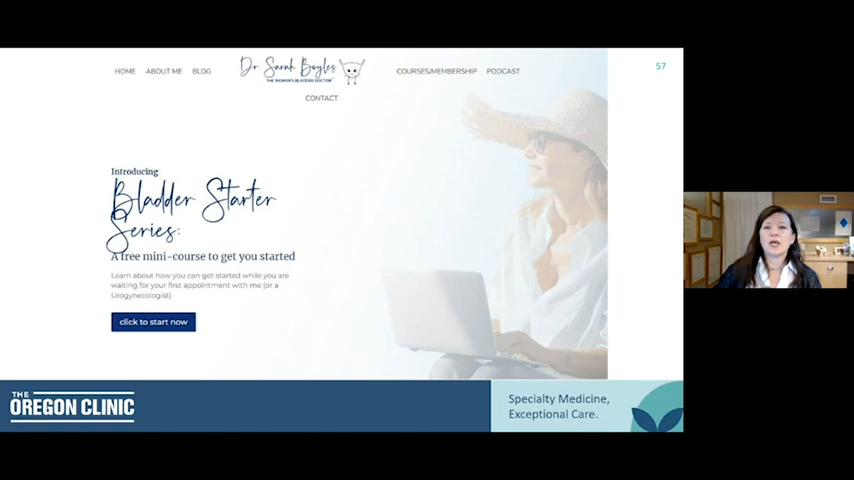 57
HOME ABOUT ME BLOG Dr. Sarah Boyles COURSES/MEMBERSHIP PODCAST
THE WOMEN'S BLADDER DOCTOR
CONTACT
Introducing
Bladder Starter
Series:
A free mini-course to get you started
Learn about how you can get started while you are
waiting for your first appointment with me (or a
Urogynecologist)
click to start now
THE
OREGON CLINIC
Specialty Medicine,
Exceptional Care.